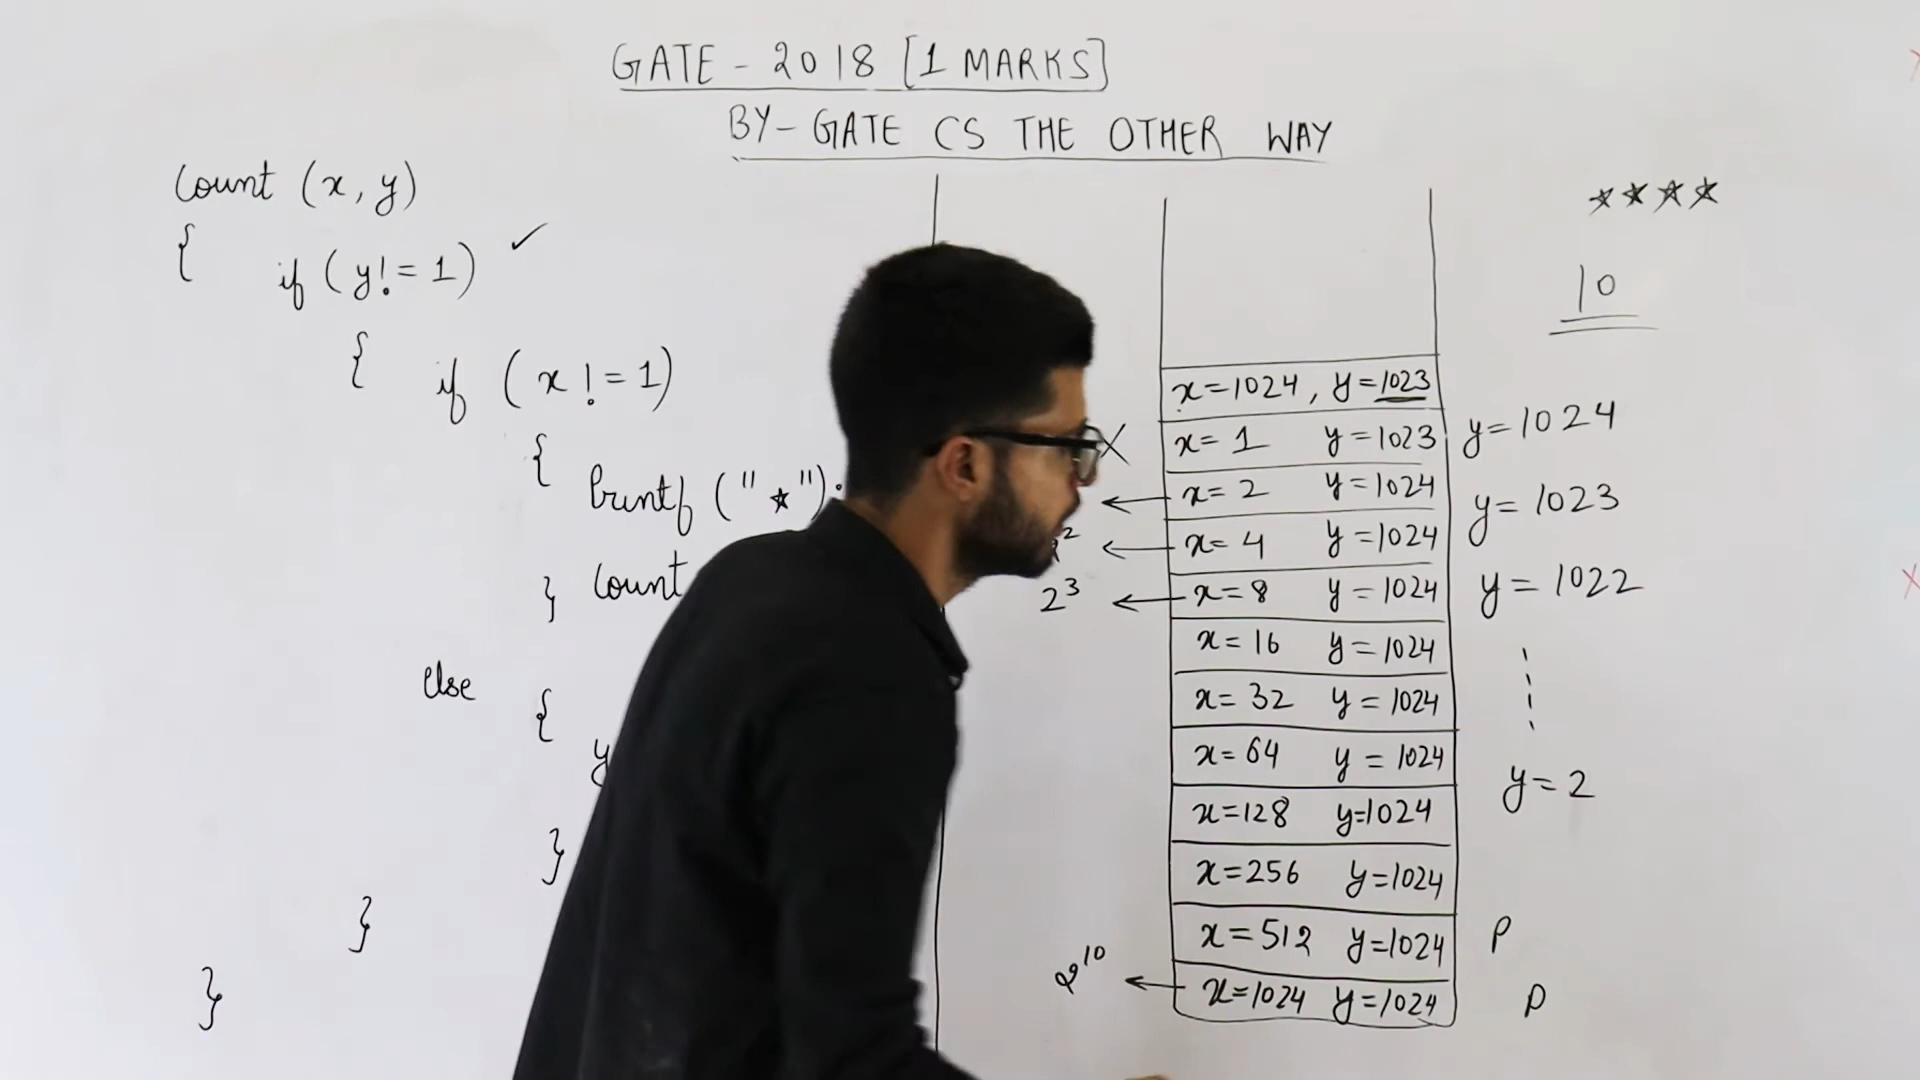 GATE - 2018 [1 MARKS]
BY- GATE CS THE OTHER WAY
Count (x, y)
{ if (y! = 1) ✓
{ if ( x ! = 1)
{ Printf ("*");
} Count
else {
y
}
}
}
x=1024, y=1023
X x= 1 y=1023
← x= 2 y=1024
2 ← x= 4 y=1024
2³ ← x= 8 y=1024
x= 16 y=1024
x= 32 y=1024
x= 64 y=1024
x=128 y=1024
x=256 y=1024
x=512 y=1024 P
2¹⁰ ← x=1024 y=1024 P
****
10
y=1024
y=1023
y=1022
y=2